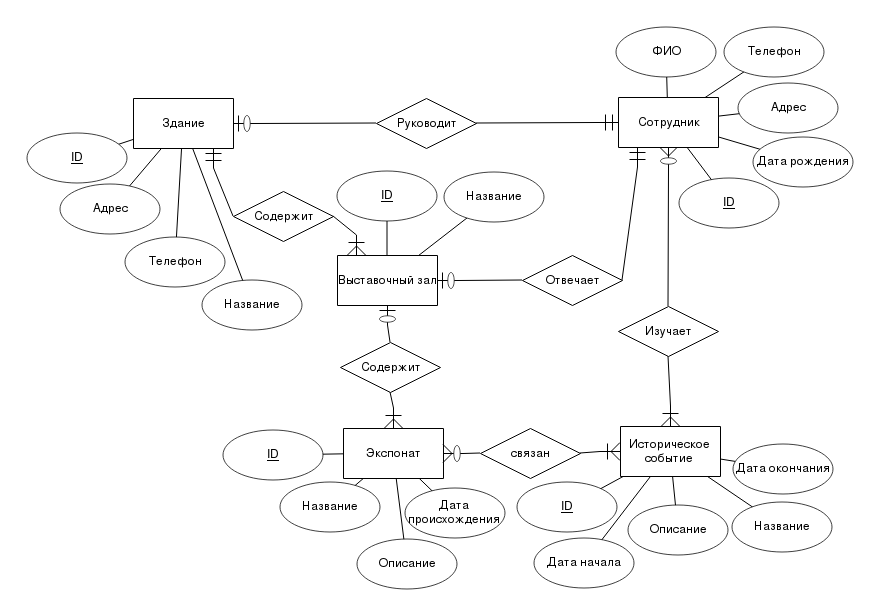 ФИО
Телефон
Здание
Руководит
Сотрудник
Адрес
ID
Дата рождения
Адрес
Содержит
ID
Название
ID
Телефон
Название
Выставочный зал
Отвечает
Изучает
Содержит
ID
Экспонат
связан
Историческое
событие
Дата окончания
Название
Дата
происхождения
ID
Описание
Название
Описание
Дата начала